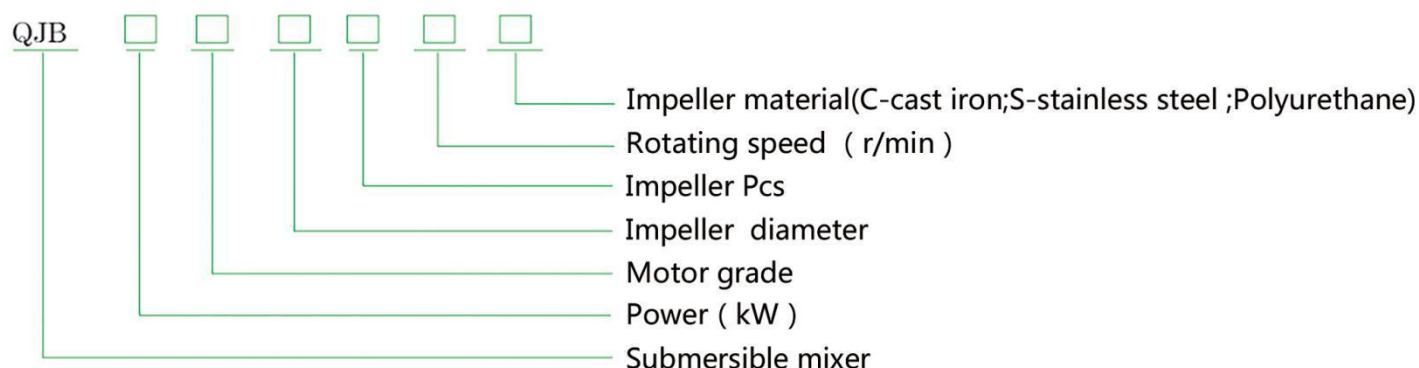 QJB
Impeller material(C-cast iron;S-stainless steel ;Polyurethane)
Rotating speed ( r/min )
Impeller Pcs
Impeller diameter
Motor grade
Power ( kW )
Submersible mixer